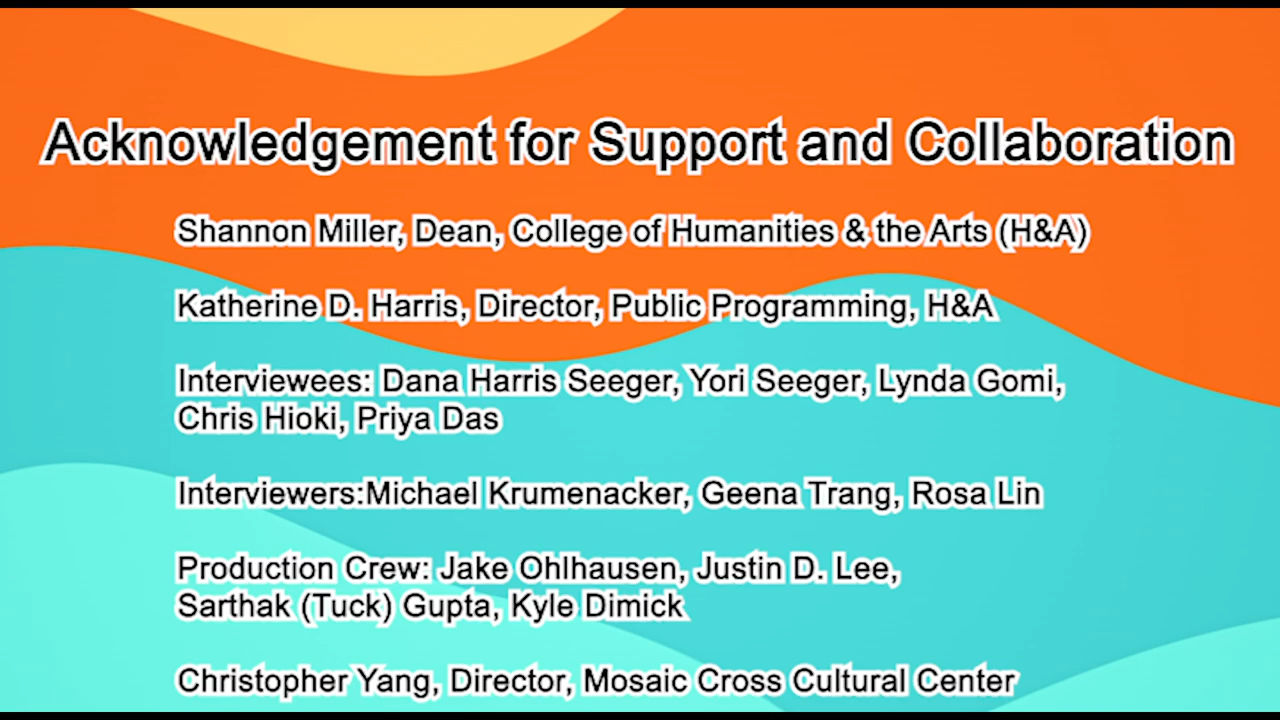 Acknowledgement for Support and Collaboration
Shannon Miller, Dean, College of Humanities & the Arts (H&A)
Katherine D. Harris, Director, Public Programming, H&A
Interviewees: Dana Harris Seeger, Yori Seeger, Lynda Gomi,
Chris Hioki, Priya Das
Interviewers:Michael Krumenacker, Geena Trang, Rosa Lin
Production Crew: Jake Ohlhausen, Justin D. Lee,
Sarthak (Tuck) Gupta, Kyle Dimick
Christopher Yang, Director, Mosaic Cross Cultural Center